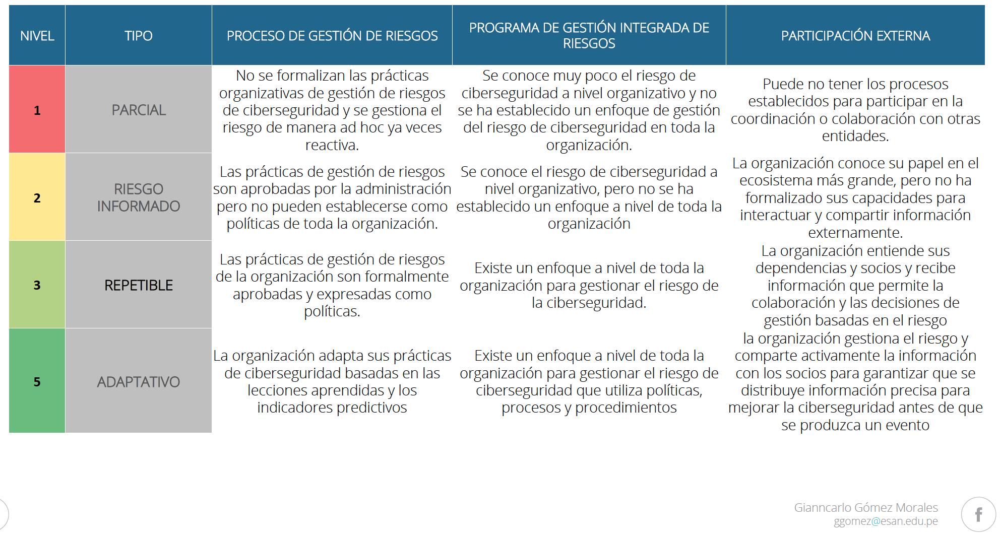 NIVEL
TIPO
PROCESO DE GESTIÓN DE RIESGOS
PROGRAMA DE GESTIÓN INTEGRADA DE
RIESGOS
PARTICIPACIÓN EXTERNA
1
PARCIAL
No se formalizan las prácticas
organizativas de gestión de riesgos
de ciberseguridad y se gestiona el
riesgo de manera ad hoc ya veces
reactiva.
Se conoce muy poco el riesgo de
ciberseguridad a nivel organizativo y no
se ha establecido un enfoque de gestión
del riesgo de ciberseguridad en toda la
organización.
Puede no tener los procesos
establecidos para participar en la
coordinación o colaboración con otras
entidades.
2
RIESGO
INFORMADO
Las prácticas de gestión de riesgos
son aprobadas por la administración
pero no pueden establecerse como
políticas de toda la organización.
Se conoce el riesgo de ciberseguridad a
nivel organizativo, pero no se ha
establecido un enfoque a nivel de toda la
organización
La organización conoce su papel en el
ecosistema más grande, pero no ha
formalizado sus capacidades para
interactuar y compartir información
externamente.
3
REPETIBLE
Las prácticas de gestión de riesgos
de la organización son formalmente
aprobadas y expresadas como
políticas.
Existe un enfoque a nivel de toda la
organización para gestionar el riesgo de
la ciberseguridad.
La organización entiende sus
dependencias y socios y recibe
información que permite la
colaboración y las decisiones de
gestión basadas en el riesgo
5
ADAPTATIVO
La organización adapta sus prácticas
de ciberseguridad basadas en las
lecciones aprendidas y los
indicadores predictivos
Existe un enfoque a nivel de toda la
organización para gestionar el riesgo de
ciberseguridad que utiliza políticas,
procesos y procedimientos
la organización gestiona el riesgo y
comparte activamente la información
con los socios para garantizar que se
distribuye información precisa para
mejorar la ciberseguridad antes de que
se produzca un evento
Gianncarlo Gómez Morales
ggomez@esan.edu.pe
f